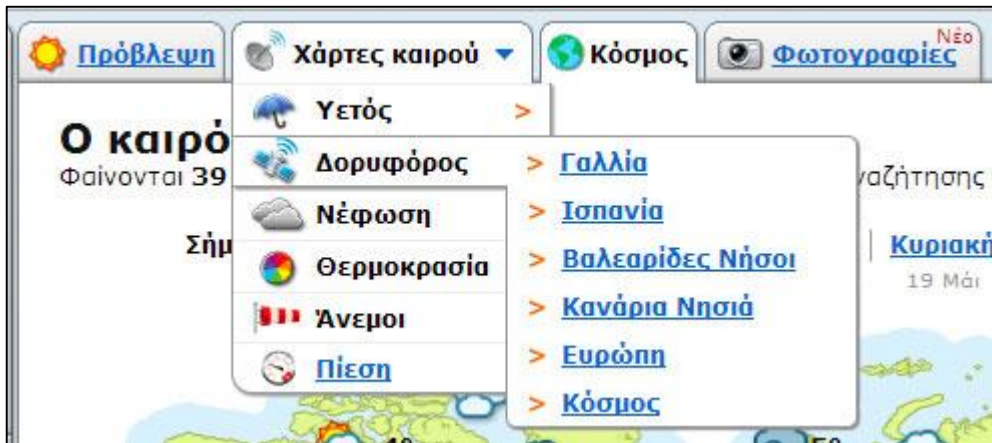 Πρόβλεψη Χάρτες καιρού Κόσμος Φωτογραφίες Νέο
Υετός >
Ο καιρό
Δορυφόρος > Γαλλία
Φαίνονται 39 ναζήτησης
Νέφωση > Ισπανία
Σήμ Κυριακή
Θερμοκρασία > Βαλεαρίδες Νήσοι
19 Μάι
Άνεμοι > Κανάρια Νησιά
Πίεση > Ευρώπη
> Κόσμος